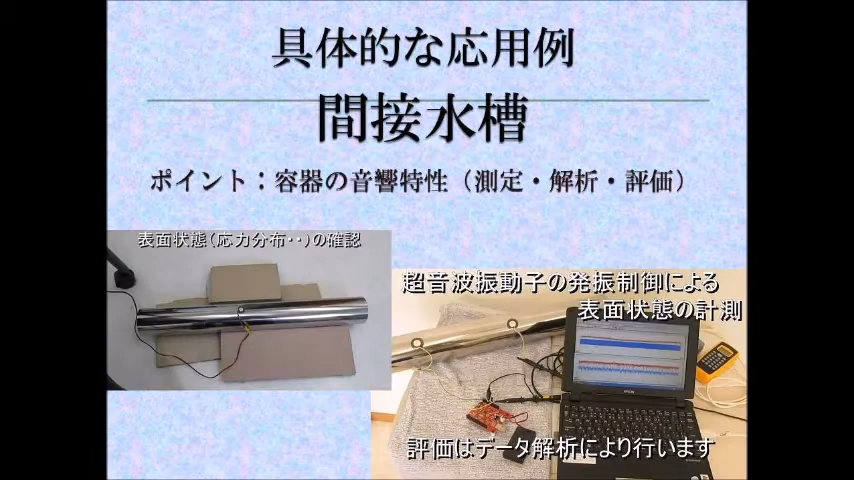 具体的な応用例
間接水槽
ポイント：容器の音響特性（測定・解析・評価）
表面状態(応力分布・・)の確認
超音波振動子の発振制御による
表面状態の計測
評価はデータ解析により行います